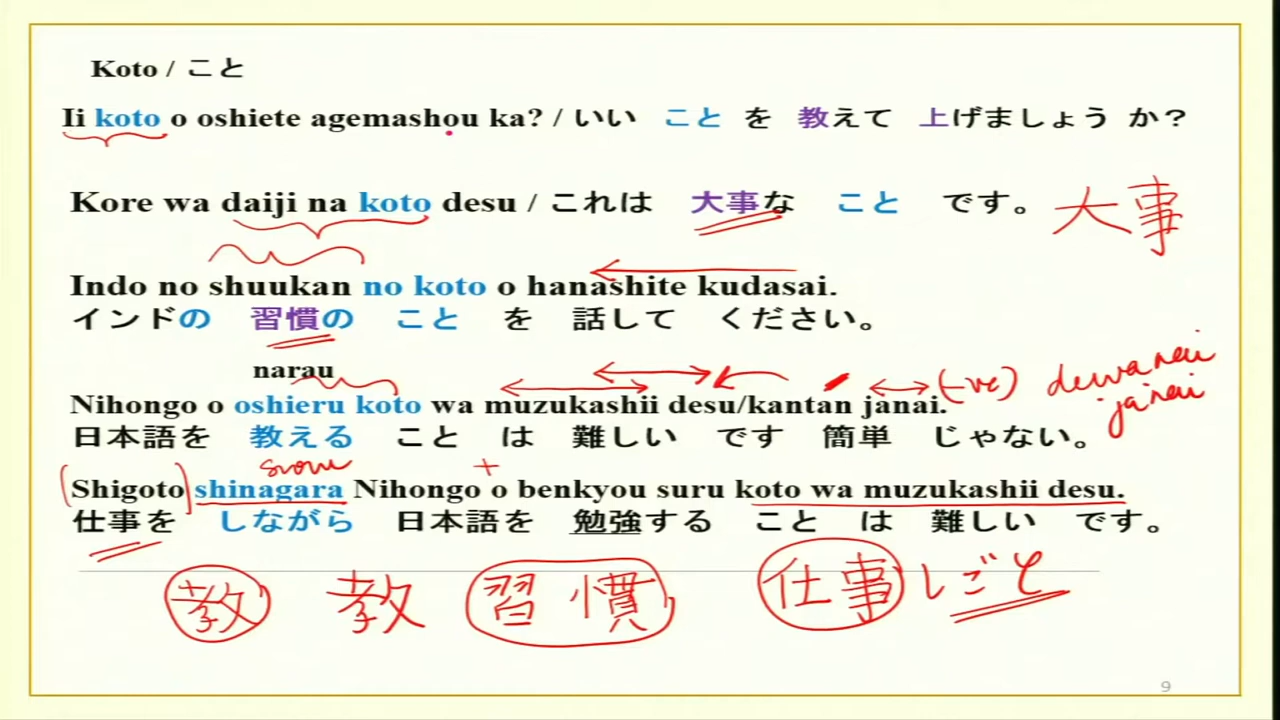 Koto / こと
Ii koto o oshiete agemashou ka? / いい こと を 教えて 上げましょう か？
Kore wa daiji na koto desu / これは 大事な こと です。 大事
Indo no shuukan no koto o hanashite kudasai.
インドの 習慣の こと を 話して ください。
narau
(-ve) dewanai
janai
Nihongo o oshieru koto wa muzukashii desu/kantan janai.
日本語を 教える こと は 難しい です 簡単 じゃない。
+
(Shigoto) shinagara Nihongo o benkyou suru koto wa muzukashii desu.
仕事を しながら 日本語を 勉強する こと は 難しい です。
教 教 習慣 仕事 しごと
9